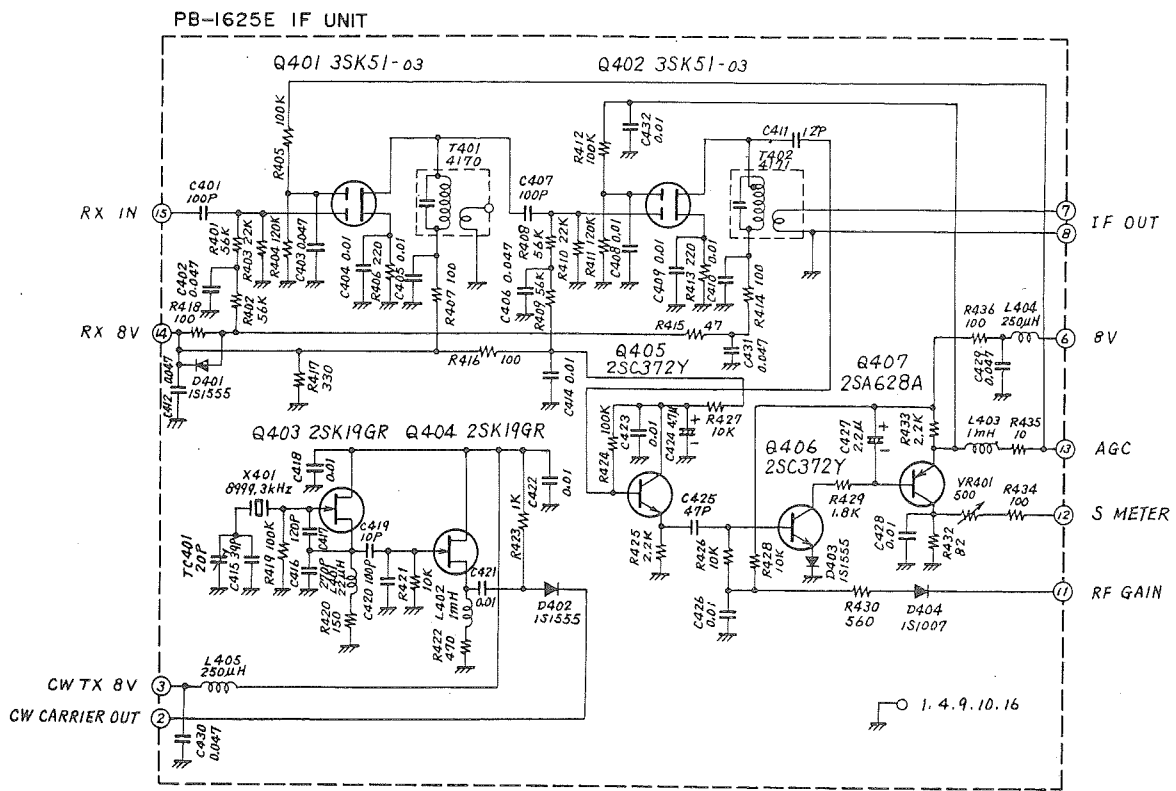 PB-1625E IF UNIT
Q401 3SK51-03
Q402 3SK51-03
R405 100K
T401
4170
R412
100K
C432
0.01
C411
12P
T402
4171
RX IN
15
C401
100P
C407
100P
7
IF OUT
8
R401
56K
R403 22K
R404 120K
C403 0.047
C404 0.01
R406 220
C405 0.01
R407 100
R408
56K
R410 22K
R411 120K
C408 0.01
C409 0.01
R413 220
C410 0.01
R414 100
C402
0.047
R402
56K
C406 0.047
R409 56K
R418
100
RX 8V
14
R415 47
C431
0.047
R436
100
L404
250µH
6
8V
C412 0.047
D401
1S1555
R417
330
R416 100
C414 0.01
Q405
2SC372Y
Q407
2SA628A
C429
0.047
Q403 2SK19GR
Q404 2SK19GR
R424 100K
C423
0.01
C424 47µ
+
-
R427
10K
C427
2.2µ
+
-
R433
2.2K
L403
1mH
R435
10
13
AGC
Q406
2SC372Y
X401
8999.3kHz
C418
0.01
C422
0.01
R423 1K
C425
47P
R429
1.8K
VR401
500
R434
100
12
S METER
TC401
20P
C415 39P
R419 100K
C417
120P
C416
270P
L401
22µH
C419
10P
C420 100P
R421
10K
L402
1mH
C421
0.01
D402
1S1555
R425
2.2K
R426
10K
R428
10K
D403
1S1555
C428
0.01
R432
82
R420
150
R422
470
C426
0.01
R430
560
D404
1S1007
11
RF GAIN
L405
250µH
CW TX 8V
3
CW CARRIER OUT
2
C430
0.047
1.4.9.10.16